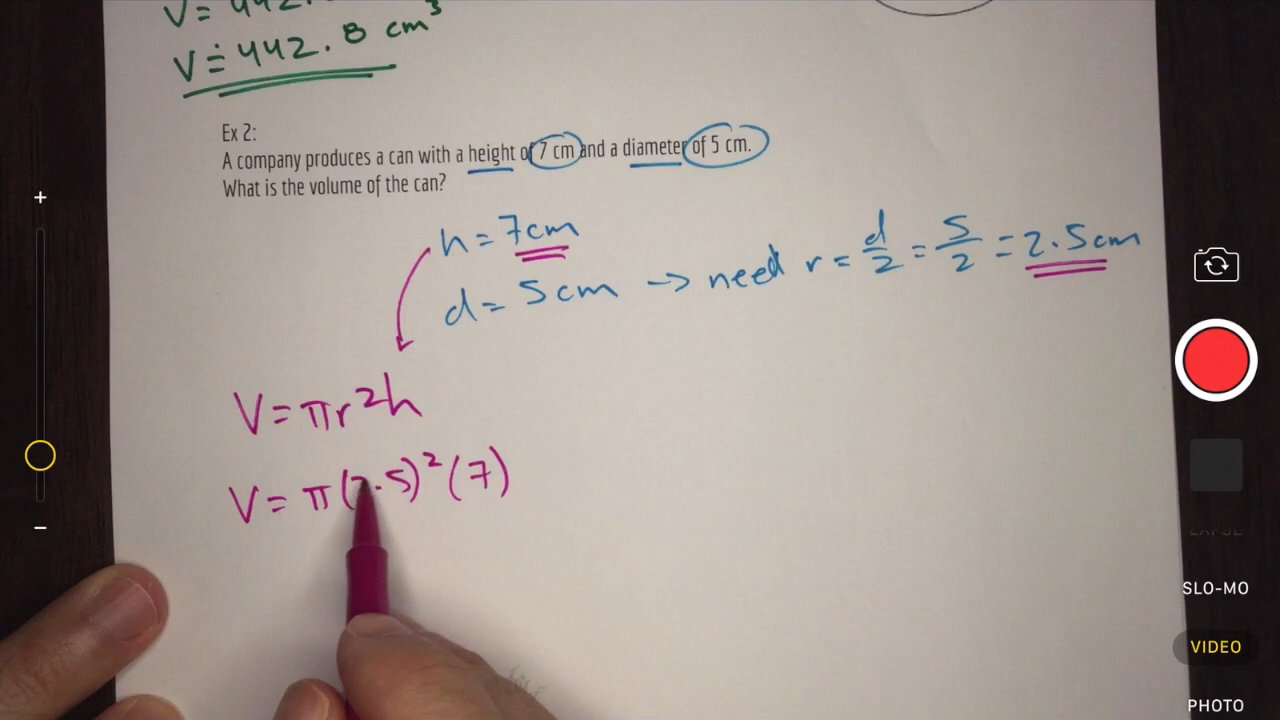 V = 442.
V ≐ 442.8 cm³
Ex 2:
A company produces a can with a height of 7 cm and a diameter of 5 cm.
What is the volume of the can?
h = 7cm
d = 5cm → need r = d/2 = 5/2 = 2.5cm
V = πr²h
V = π(2.5)²(7)
+
−
SLO-MO
VIDEO
PHOTO